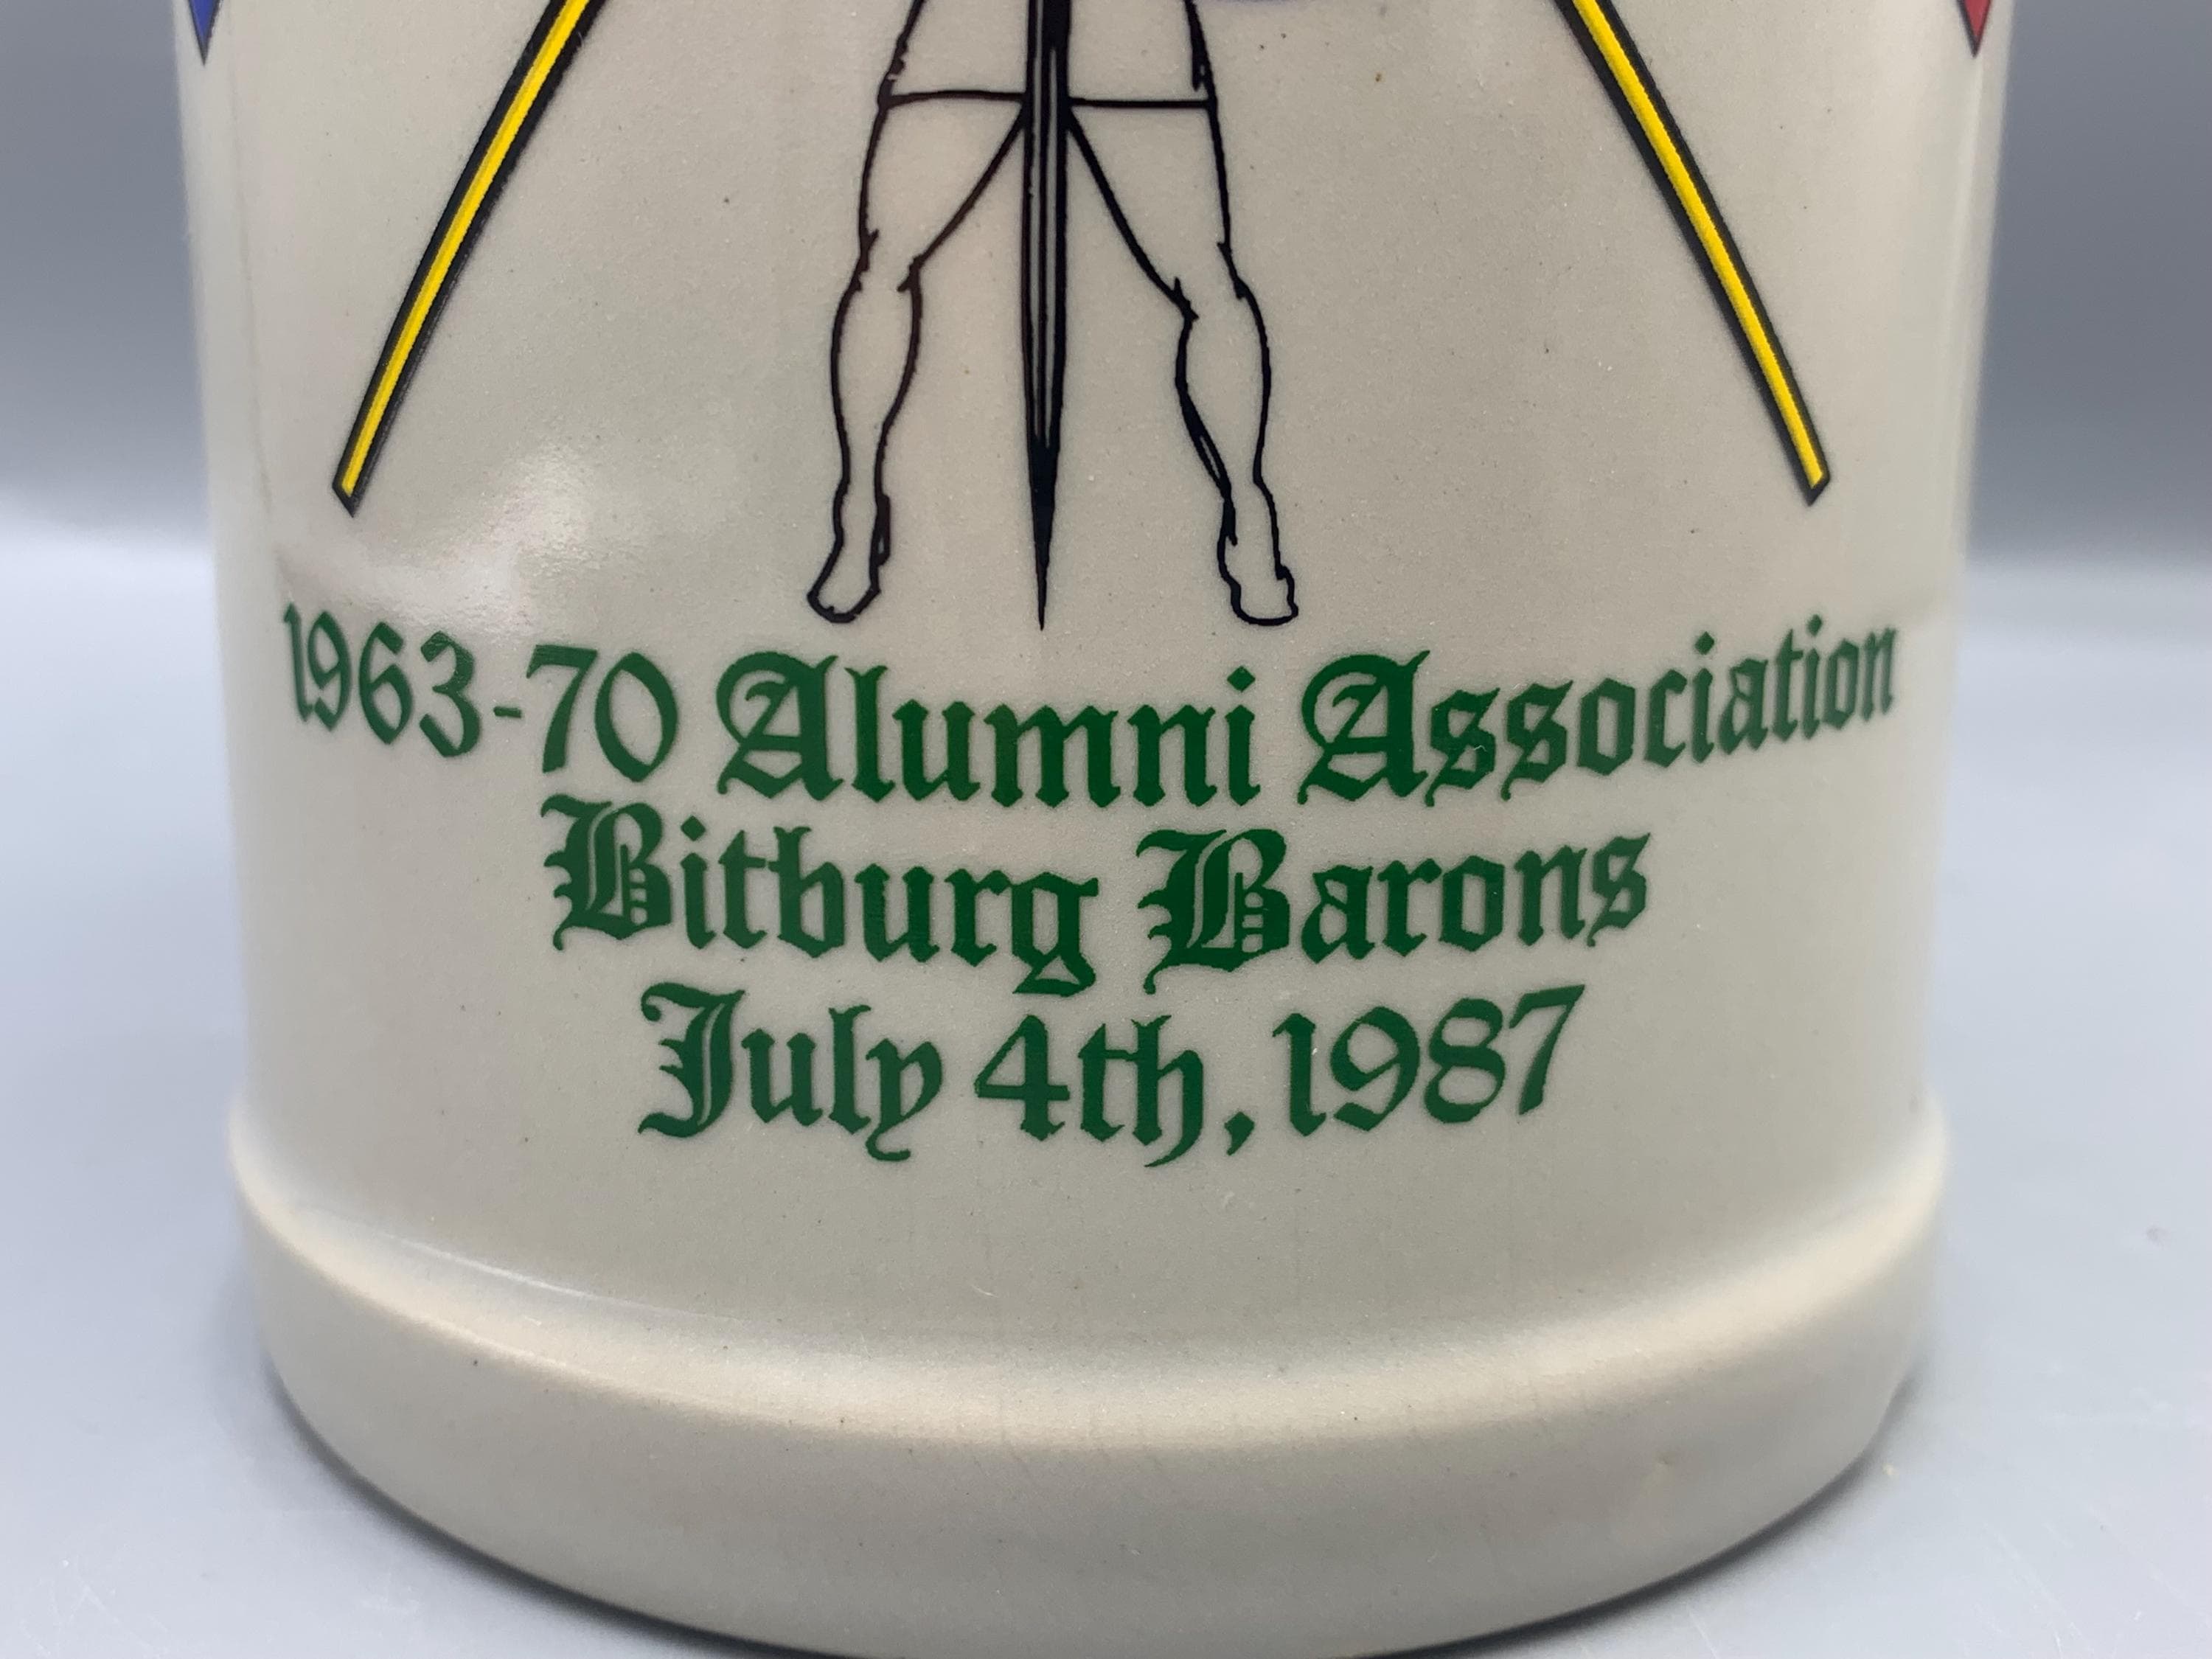 1963-70 Alumni Association
Bitburg Barons
July 4th, 1987